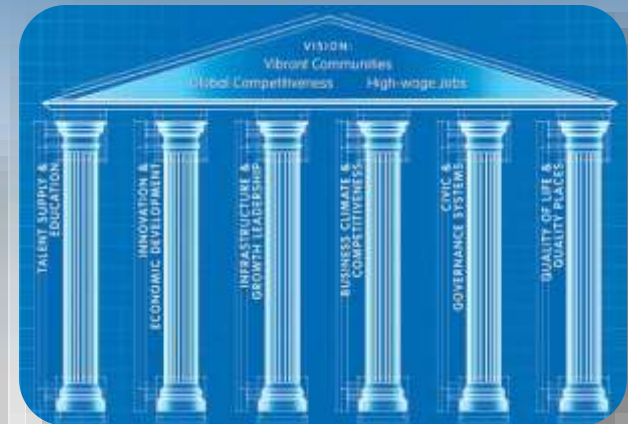 VISION:
Vibrant Communities
Global Competitiveness High-wage Jobs
TALENT SUPPLY &
EDUCATION
INNOVATION &
ECONOMIC DEVELOPMENT
INFRASTRUCTURE &
GROWTH LEADERSHIP
BUSINESS CLIMATE &
COMPETITIVENESS
CIVIC &
GOVERNANCE SYSTEMS
QUALITY OF LIFE &
QUALITY PLACES